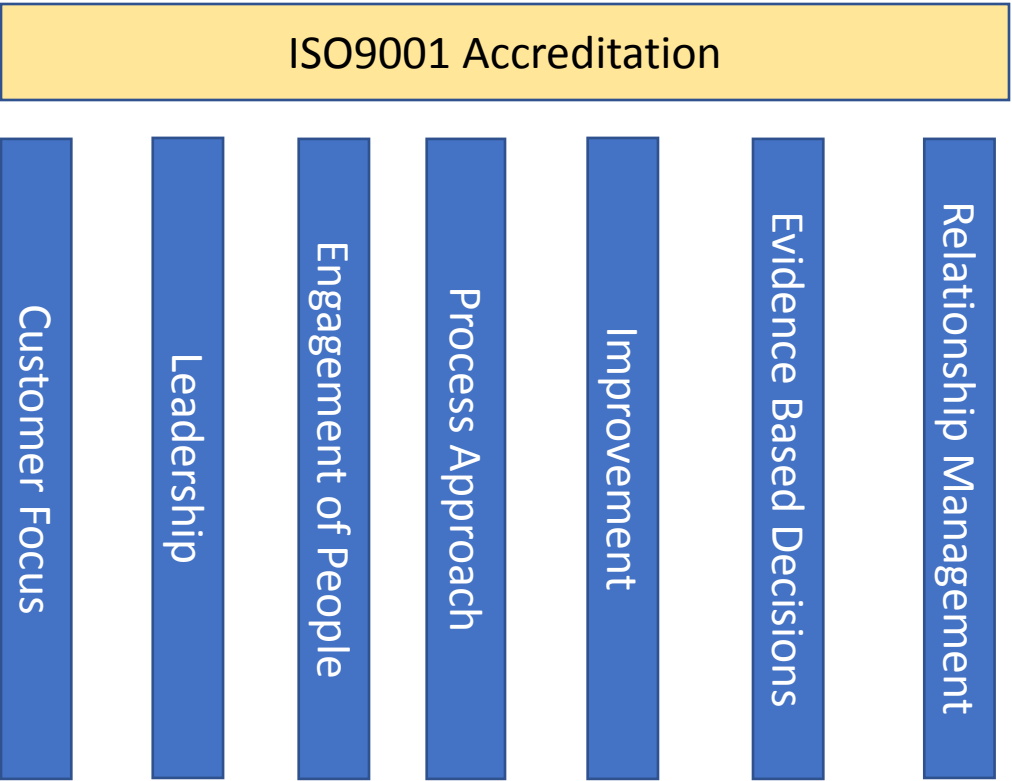 ISO9001 Accreditation
Customer Focus
Leadership
Engagement of People
Process Approach
Improvement
Evidence Based Decisions
Relationship Management